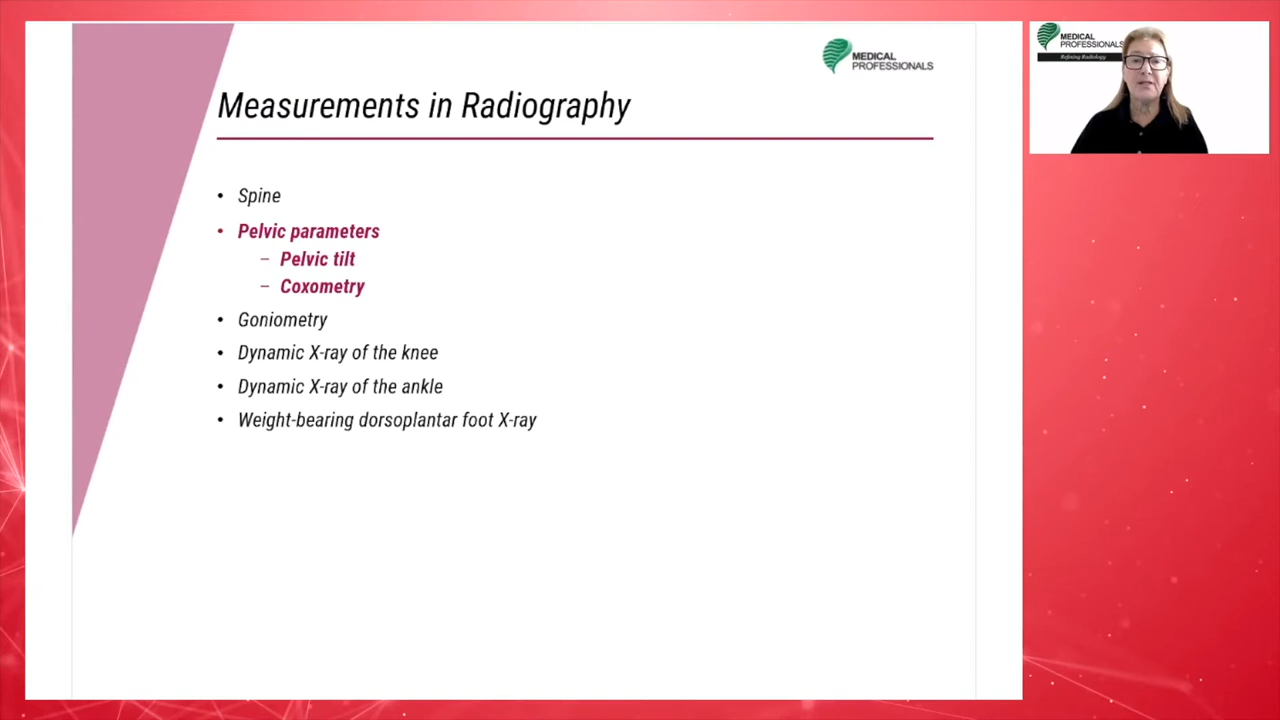 MEDICAL
PROFESSIONALS
Measurements in Radiography
• Spine
• Pelvic parameters
– Pelvic tilt
– Coxometry
• Goniometry
• Dynamic X-ray of the knee
• Dynamic X-ray of the ankle
• Weight-bearing dorsoplantar foot X-ray
MEDICAL
PROFESSIONALS
Refining Radiology